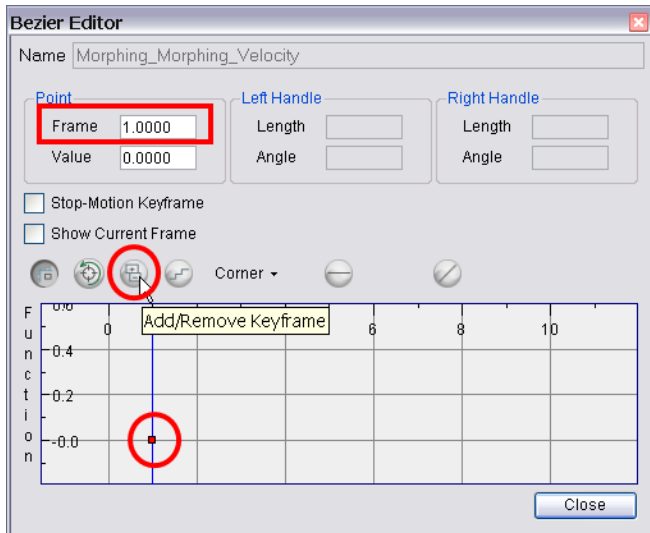 Bezier Editor
Name Morphing_Morphing_Velocity
Point Left Handle Right Handle
Frame 1.0000 Length Length
Value 0.0000 Angle Angle
Stop-Motion Keyframe
Show Current Frame
Corner
Add/Remove Keyframe
Function
0.6
0 6 8 10
0.4
0.2
-0.0
Close